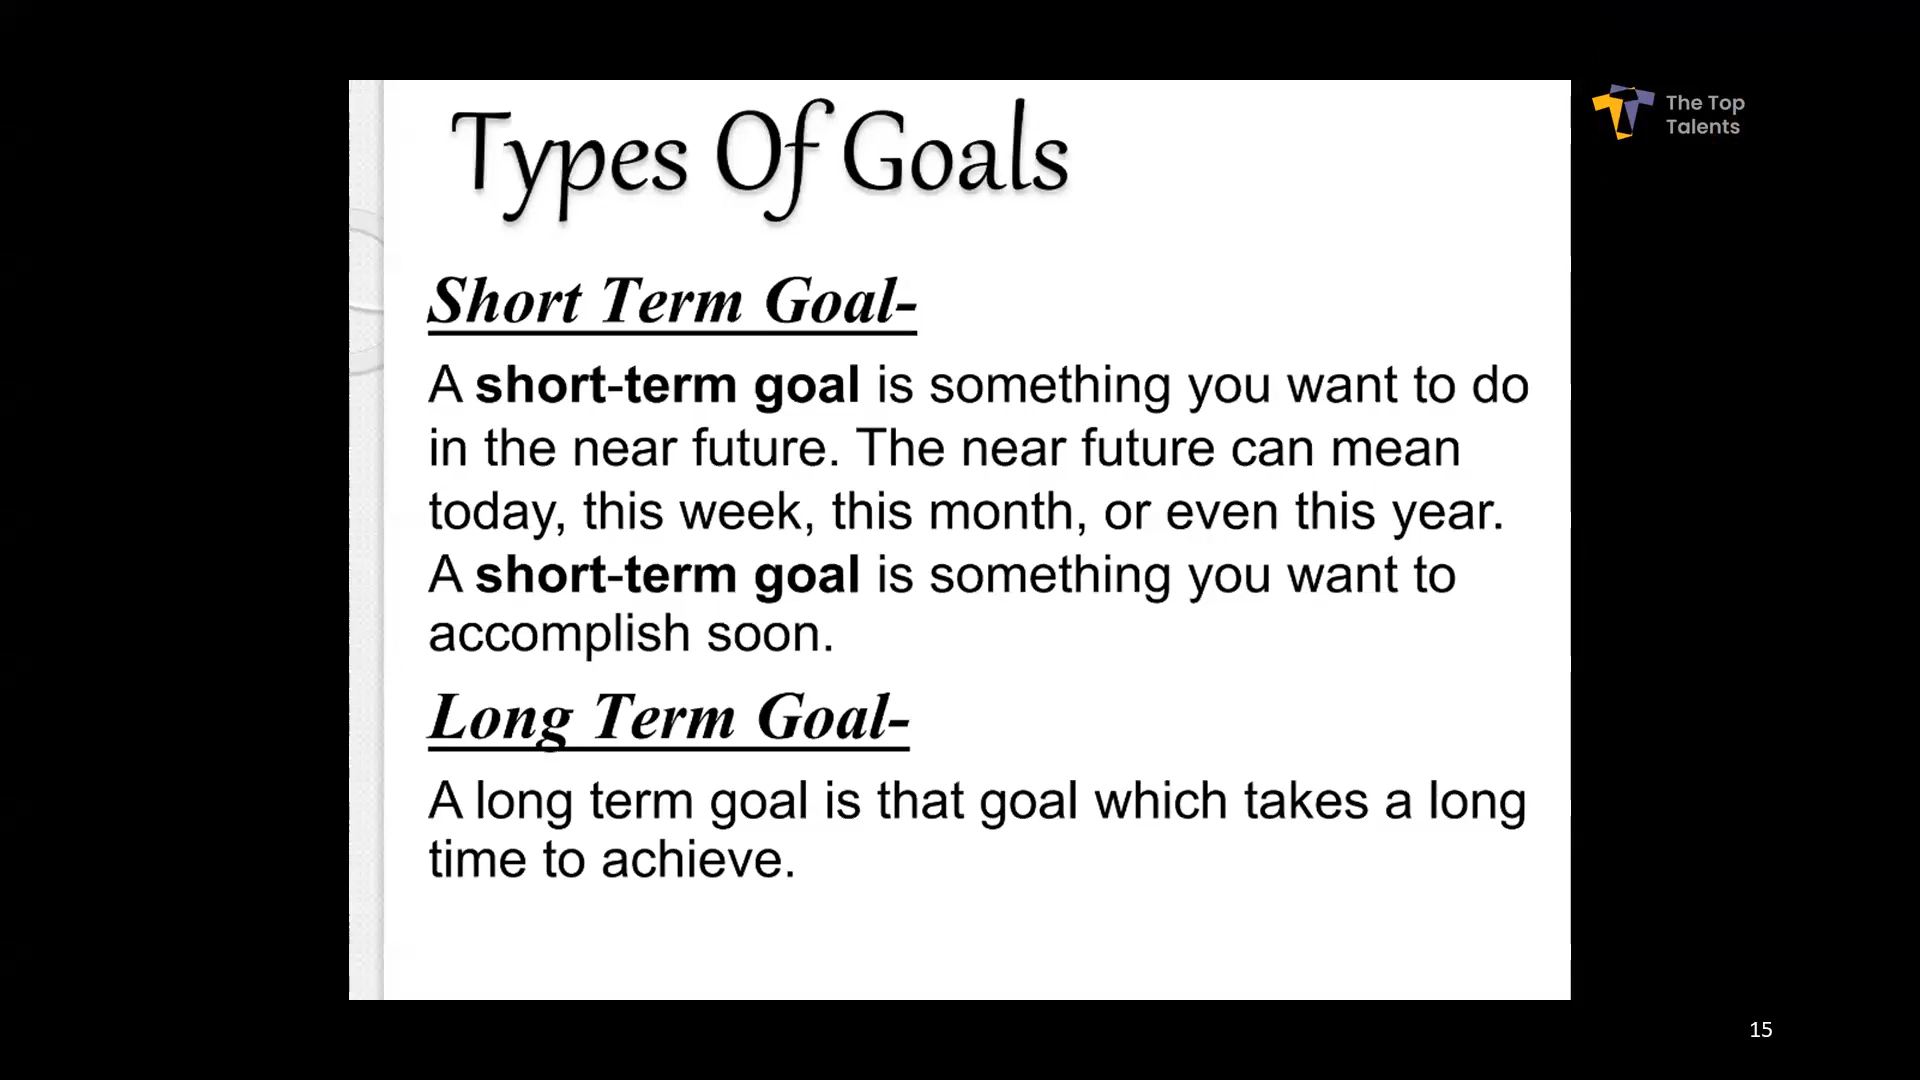 Types Of Goals
The Top
Talents
Short Term Goal-
A short-term goal is something you want to do
in the near future. The near future can mean
today, this week, this month, or even this year.
A short-term goal is something you want to
accomplish soon.
Long Term Goal-
A long term goal is that goal which takes a long
time to achieve.
15